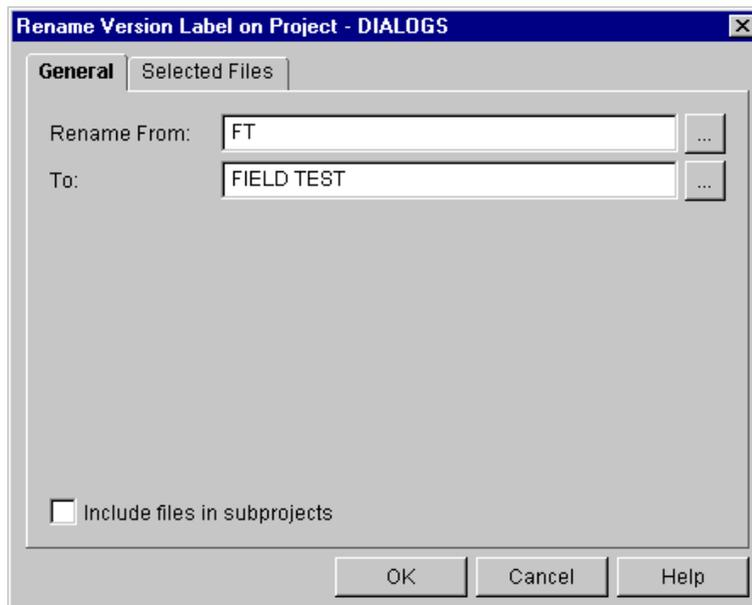 Rename Version Label on Project - DIALOGS
General Selected Files
Rename From: FT ...
To: FIELD TEST ...
Include files in subprojects
OK Cancel Help